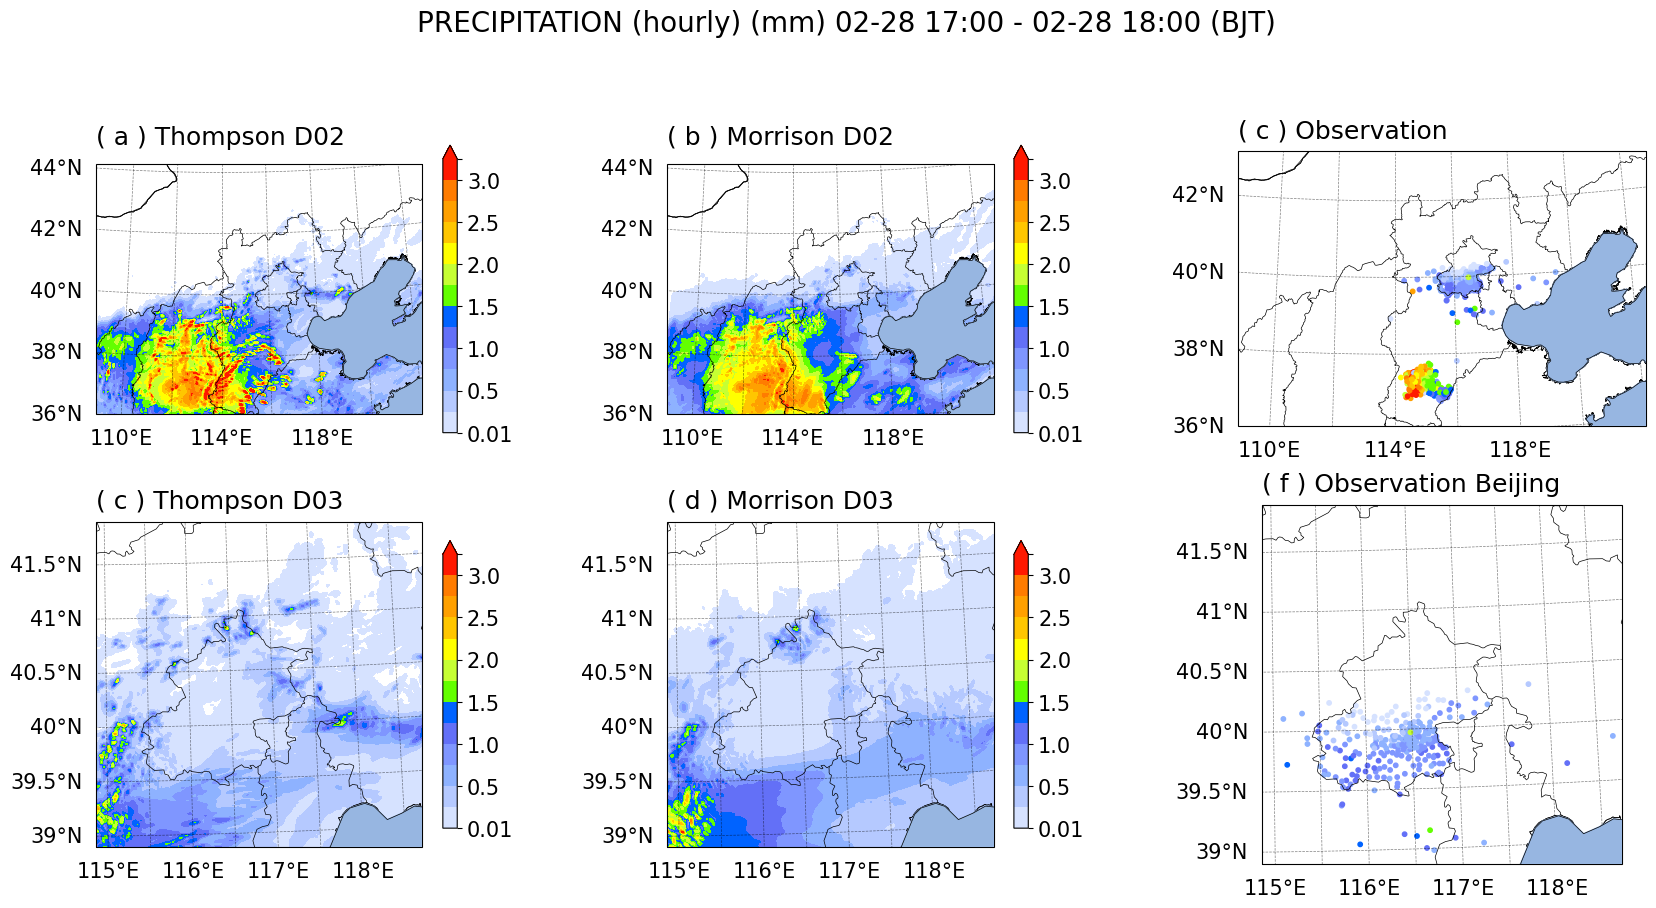 PRECIPITATION (hourly) (mm) 02-28 17:00 - 02-28 18:00 (BJT)
( a ) Thompson D02
44°N
42°N
40°N
38°N
36°N
110°E 114°E 118°E
3.0
2.5
2.0
1.5
1.0
0.5
0.01
( b ) Morrison D02
44°N
42°N
40°N
38°N
36°N
110°E 114°E 118°E
3.0
2.5
2.0
1.5
1.0
0.5
0.01
( c ) Observation
42°N
40°N
38°N
36°N
110°E 114°E 118°E
( c ) Thompson D03
41.5°N
41°N
40.5°N
40°N
39.5°N
39°N
115°E 116°E 117°E 118°E
3.0
2.5
2.0
1.5
1.0
0.5
0.01
( d ) Morrison D03
41.5°N
41°N
40.5°N
40°N
39.5°N
39°N
115°E 116°E 117°E 118°E
3.0
2.5
2.0
1.5
1.0
0.5
0.01
( f ) Observation Beijing
41.5°N
41°N
40.5°N
40°N
39.5°N
39°N
115°E 116°E 117°E 118°E